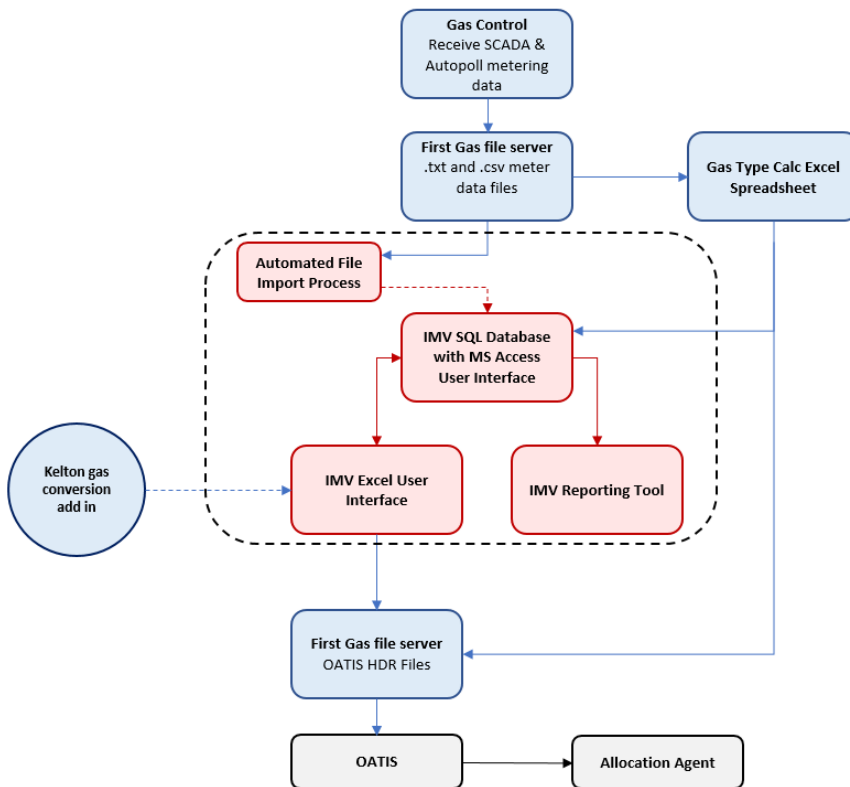 Gas Control
Receive SCADA &
Autopoll metering
data
First Gas file server
.txt and .csv meter
data files
Gas Type Calc Excel
Spreadsheet
Automated File
Import Process
IMV SQL Database
with MS Access
User Interface
Kelton gas
conversion
add in
IMV Excel User
Interface
IMV Reporting Tool
First Gas file server
OATIS HDR Files
OATIS
Allocation Agent